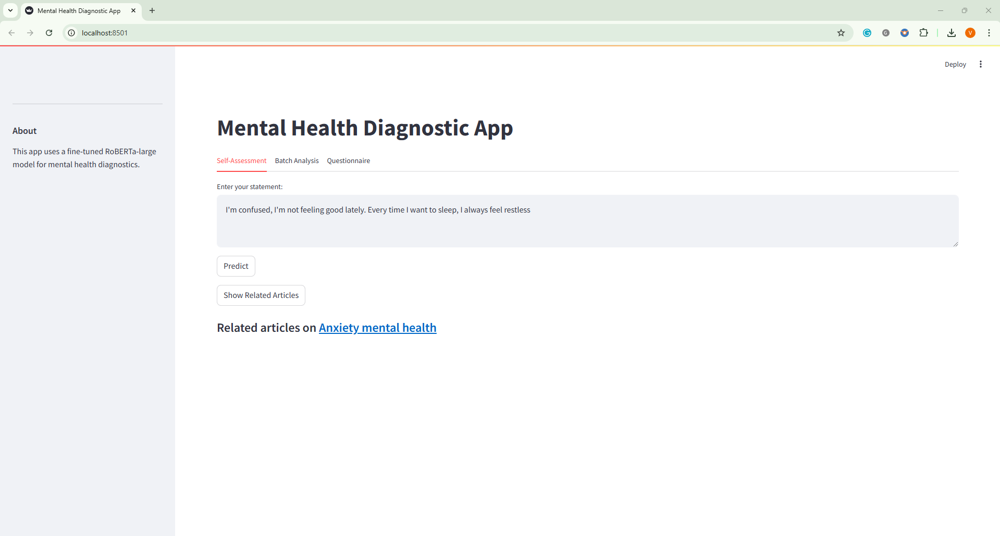 Mental Health Diagnostic App
localhost:8501
G
V
Deploy
About
This app uses a fine-tuned RoBERTa-large
model for mental health diagnostics.
Mental Health Diagnostic App
Self-Assessment Batch Analysis Questionnaire
Enter your statement:
I'm confused, I'm not feeling good lately. Every time I want to sleep, I always feel restless
Predict
Show Related Articles
Related articles on Anxiety mental health